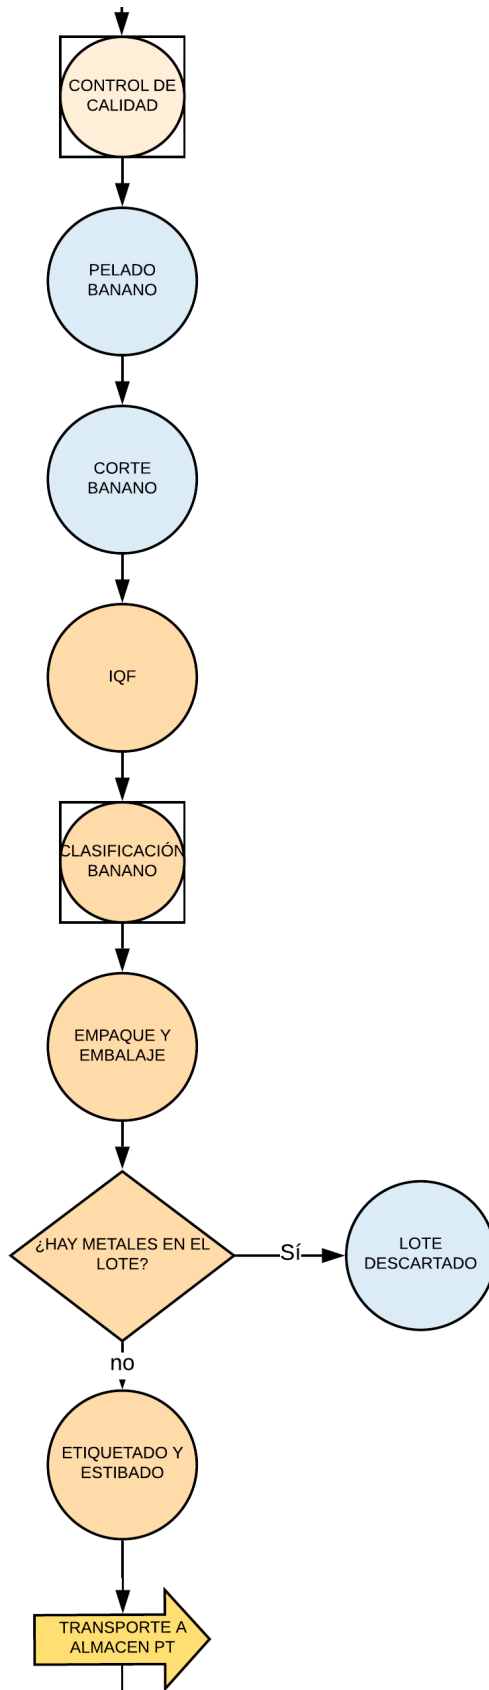 CONTROL DE
CALIDAD
PELADO
BANANO
CORTE
BANANO
IQF
CLASIFICACIÓN
BANANO
EMPAQUE Y
EMBALAJE
¿HAY METALES EN EL
LOTE?
Sí
LOTE
DESCARTADO
no
ETIQUETADO Y
ESTIBADO
TRANSPORTE A
ALMACEN PT